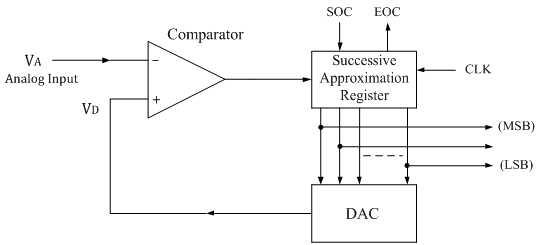 SOC EOC
Comparator
VA
Analog Input
−
+
VD
Successive
Approximation
Register
CLK
(MSB)
(LSB)
DAC